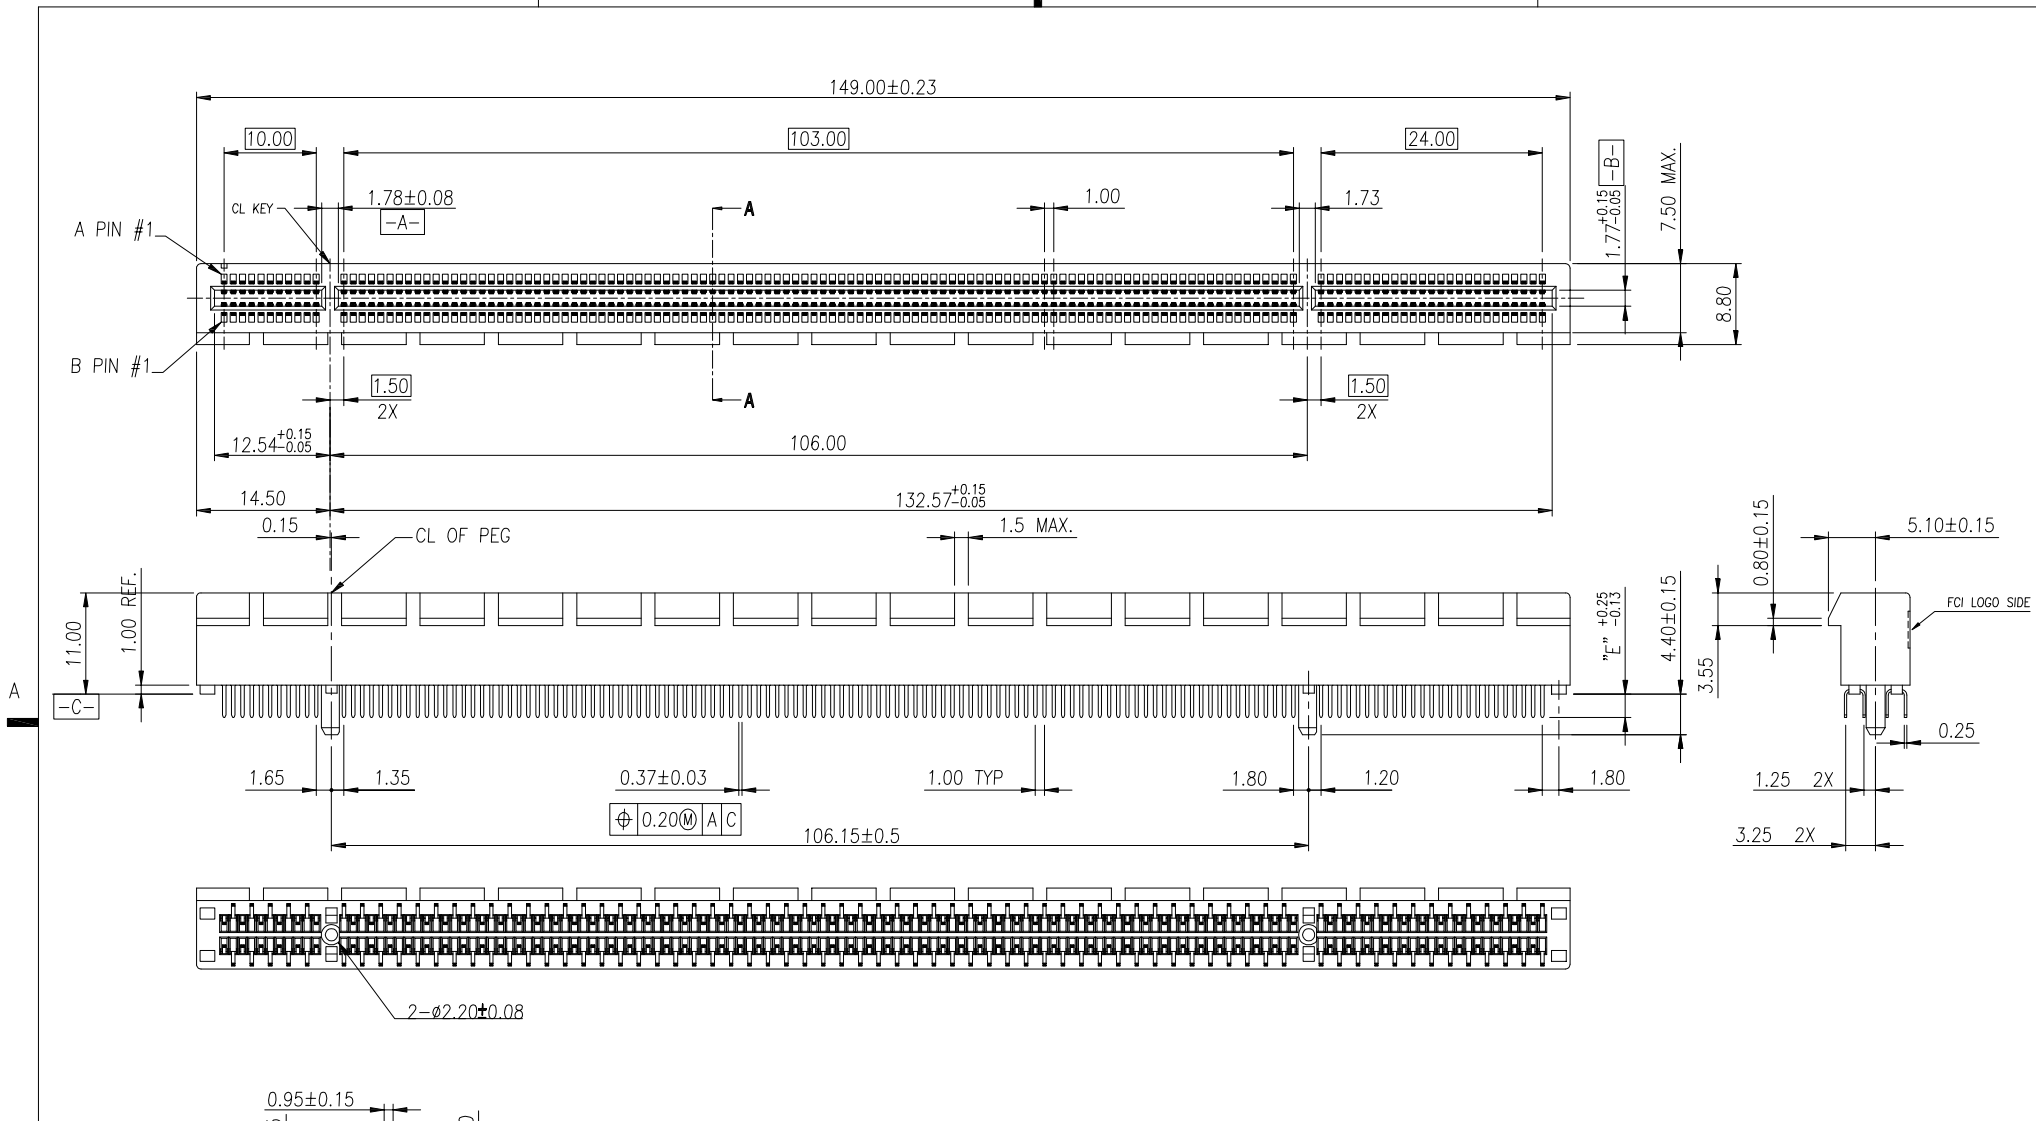 149.00±0.23
10.00
103.00
24.00
CL KEY
1.78±0.08
-A-
A
1.00
1.73
1.77+0.15-0.05
-B-
7.50 MAX.
A PIN #1
8.80
B PIN #1
1.50
2X
A
1.50
2X
12.54+0.15-0.05
106.00
14.50
132.57+0.15-0.05
0.15
CL OF PEG
1.5 MAX.
0.80±0.15
5.10±0.15
11.00
1.00 REF.
"E" +0.25-0.13
4.40±0.15
3.55
FCI LOGO SIDE
A
-C-
0.25
1.65
1.35
0.37±0.03
1.00 TYP
1.80
1.20
1.80
1.25 2X
⌖ 0.20Ⓜ A C
106.15±0.5
3.25 2X
2-ø2.20±0.08
0.95±0.15